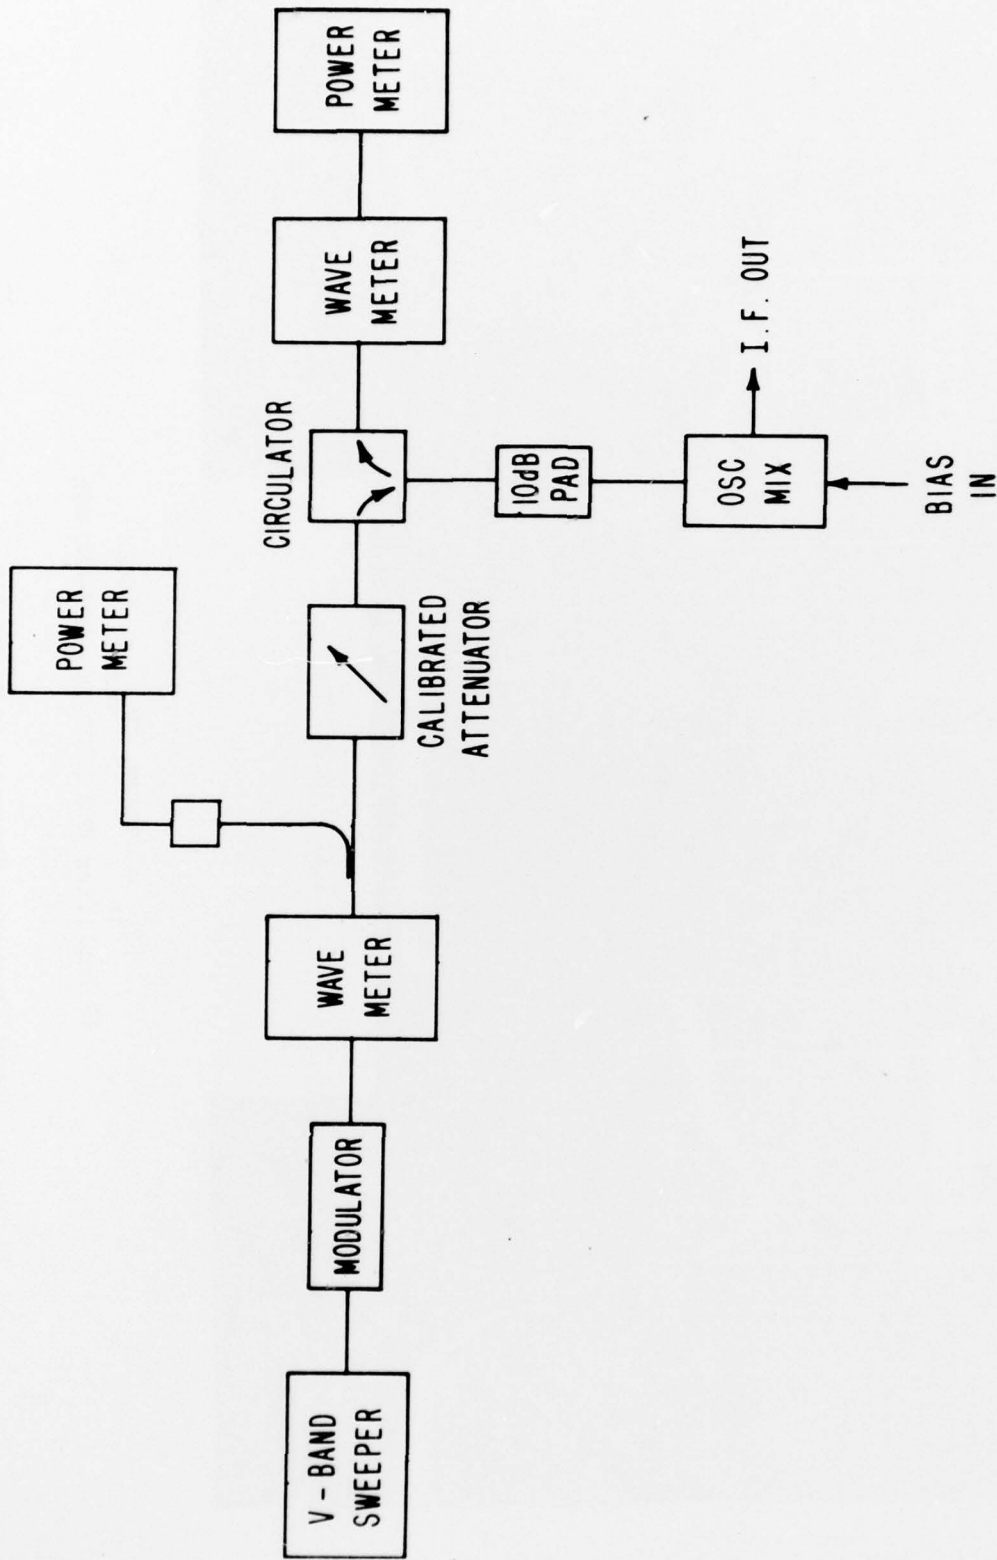 V-BAND
SWEEPER
MODULATOR
WAVE
METER
POWER
METER
CALIBRATED
ATTENUATOR
CIRCULATOR
WAVE
METER
POWER
METER
10dB
PAD
OSC
MIX
I.F. OUT
BIAS
IN